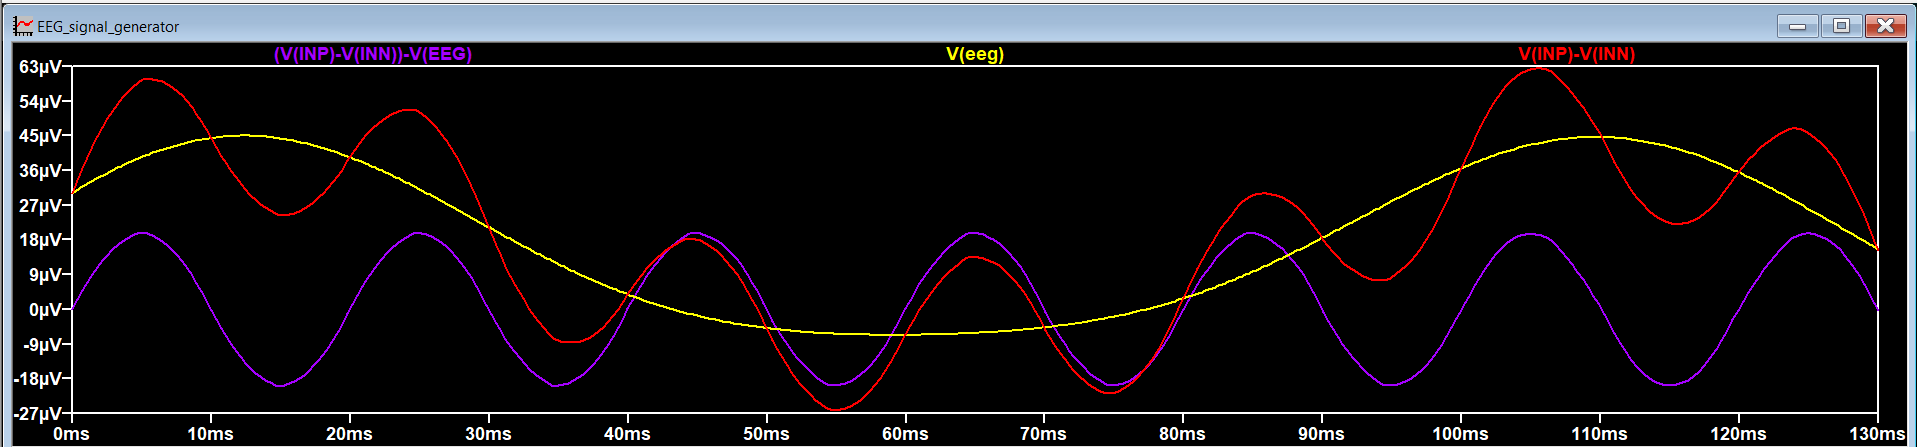 EEG_signal_generator
(V(INP)-V(INN))-V(EEG) V(eeg) V(INP)-V(INN)
63µV
54µV
45µV
36µV
27µV
18µV
9µV
0µV
-9µV
-18µV
-27µV
0ms 10ms 20ms 30ms 40ms 50ms 60ms 70ms 80ms 90ms 100ms 110ms 120ms 130ms